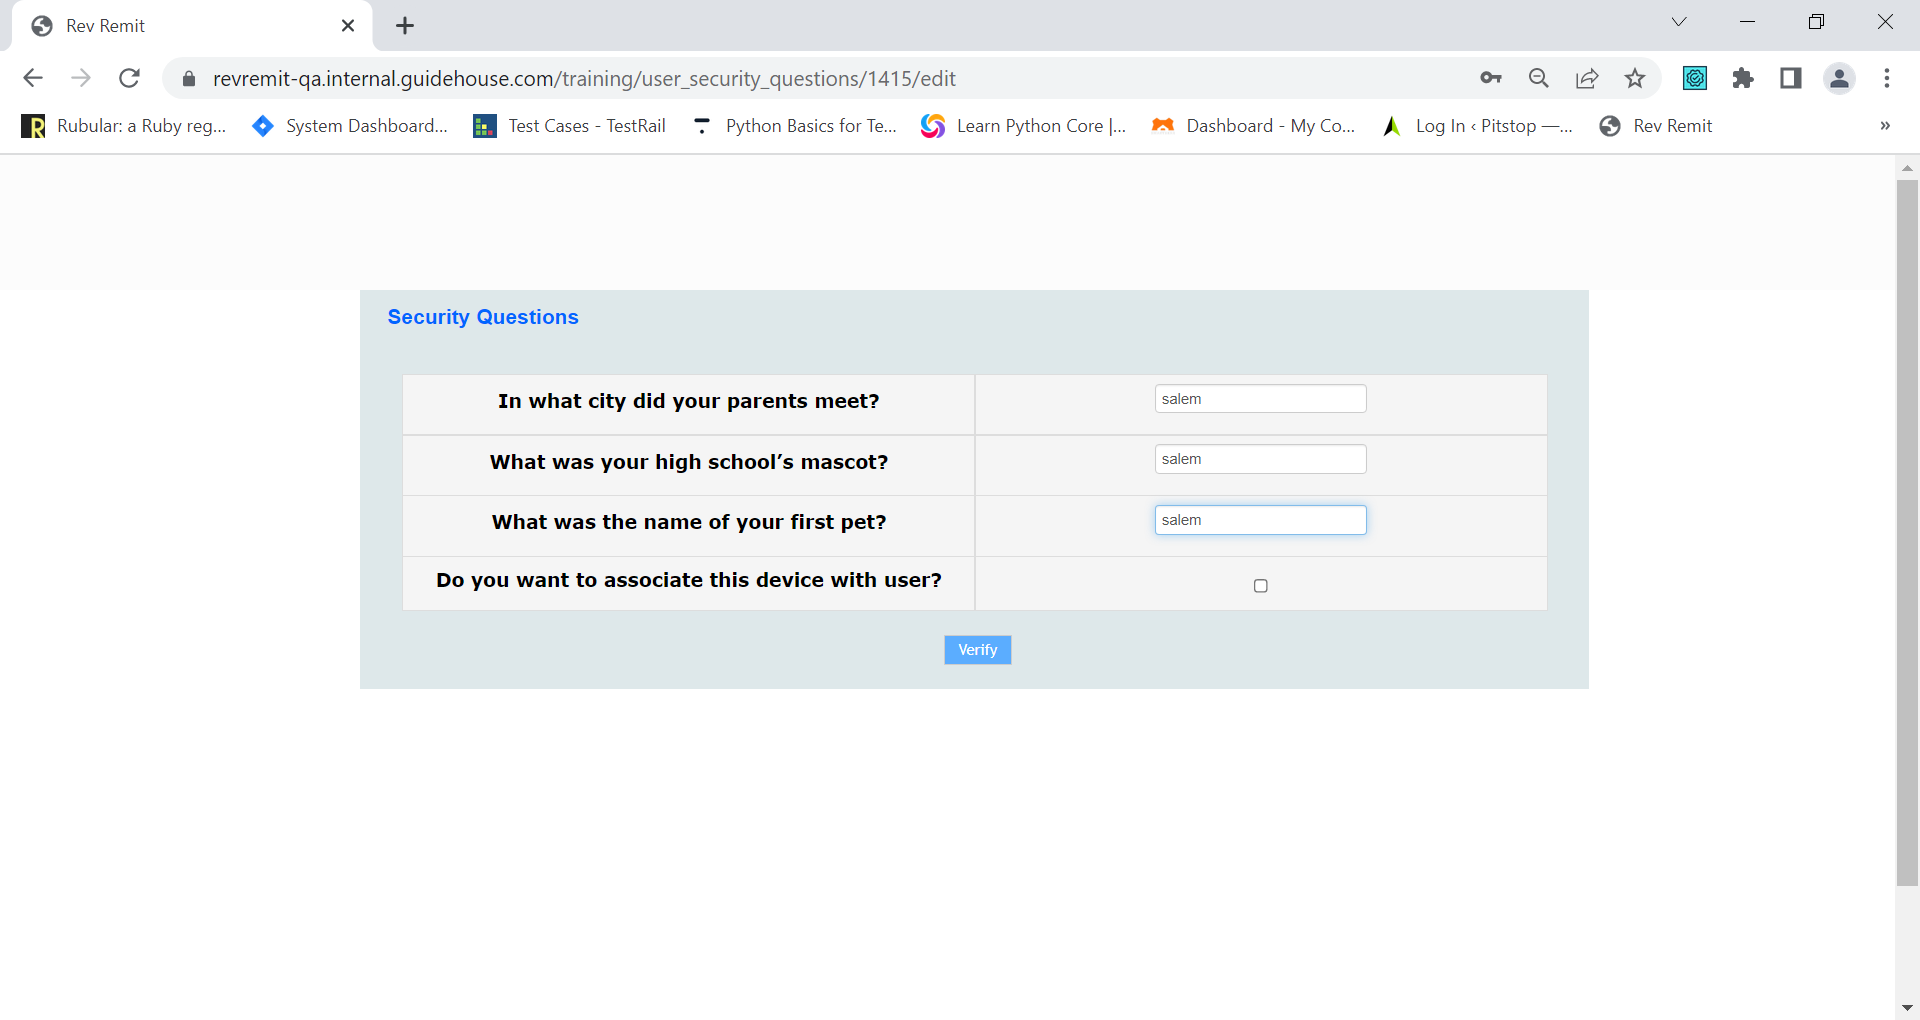 Rev Remit
revremit-qa.internal.guidehouse.com/training/user_security_questions/1415/edit
Rubular: a Ruby reg... System Dashboard... Test Cases - TestRail Python Basics for Te... Learn Python Core |... Dashboard - My Co... Log In ‹ Pitstop —... Rev Remit »
Security Questions
In what city did your parents meet? salem
What was your high school’s mascot? salem
What was the name of your first pet? salem
Do you want to associate this device with user?
Verify